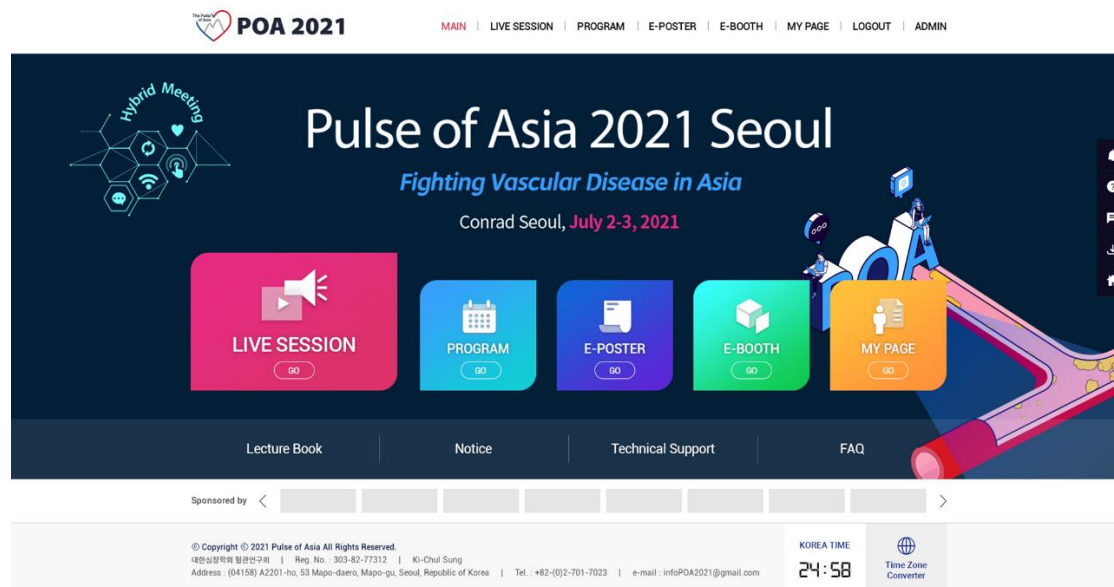 The Pulse of Asia
POA 2021
MAIN | LIVE SESSION | PROGRAM | E-POSTER | E-BOOTH | MY PAGE | LOGOUT | ADMIN
Hybrid Meeting
Pulse of Asia 2021 Seoul
Fighting Vascular Disease in Asia
Conrad Seoul, July 2-3, 2021
POA
LIVE SESSION
GO
PROGRAM
GO
E-POSTER
GO
E-BOOTH
GO
MY PAGE
GO
Lecture Book
Notice
Technical Support
FAQ
Sponsored by
ⓒ Copyright ⓒ 2021 Pulse of Asia All Rights Reserved.
대한심장학회 혈관연구회 | Reg. No. : 303-82-77312 | Ki-Chul Sung
Address : (04158) A2201-ho, 53 Mapo-daero, Mapo-gu, Seoul, Republic of Korea | Tel. : +82-(0)2-701-7023 | e-mail : infoPOA2021@gmail.com
KOREA TIME
24:58
Time Zone
Converter